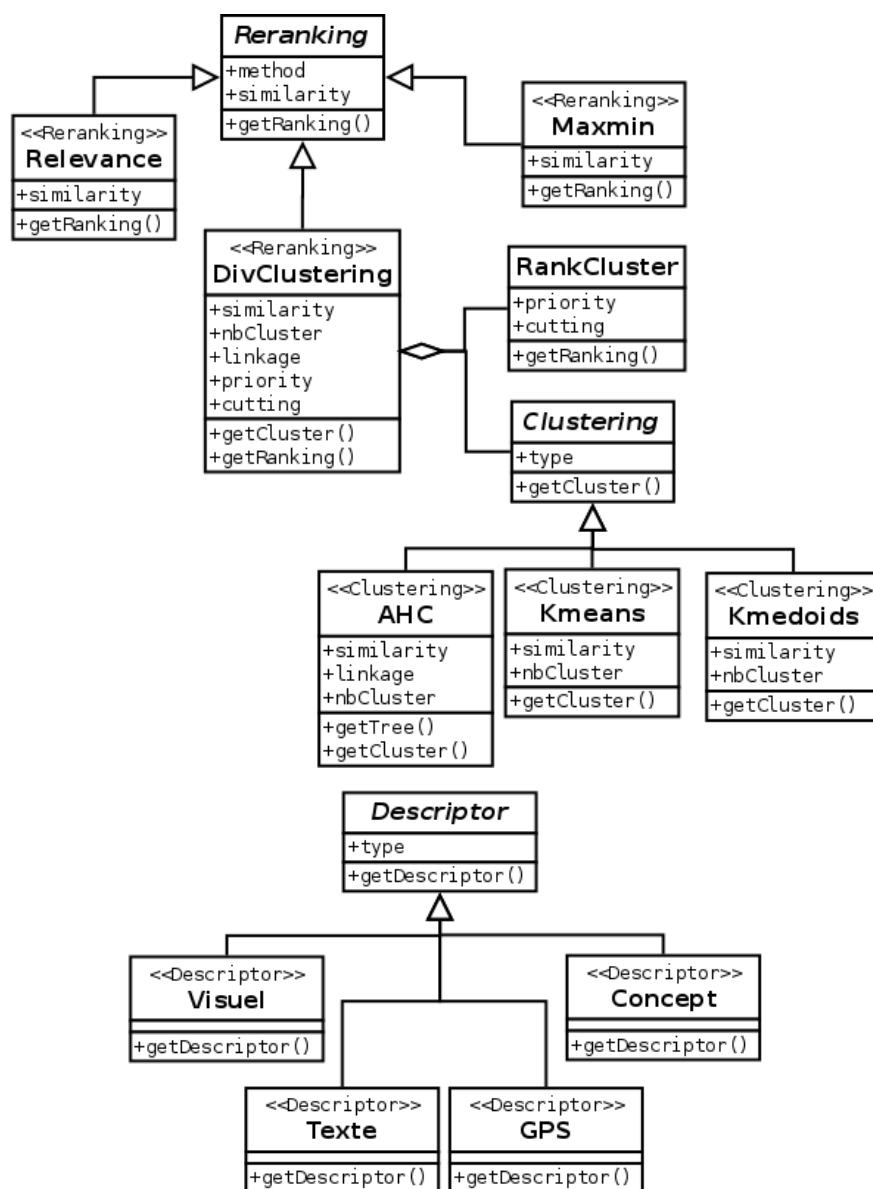 Reranking
+method
+similarity
+getRanking()
<<Reranking>>
Relevance
+similarity
+getRanking()
<<Reranking>>
Maxmin
+similarity
+getRanking()
<<Reranking>>
DivClustering
+similarity
+nbCluster
+linkage
+priority
+cutting
+getCluster()
+getRanking()
RankCluster
+priority
+cutting
+getRanking()
Clustering
+type
+getCluster()
<<Clustering>>
AHC
+similarity
+linkage
+nbCluster
+getTree()
+getCluster()
<<Clustering>>
Kmeans
+similarity
+nbCluster
+getCluster()
<<Clustering>>
Kmedoids
+similarity
+nbCluster
+getCluster()
Descriptor
+type
+getDescriptor()
<<Descriptor>>
Visuel
+getDescriptor()
<<Descriptor>>
Concept
+getDescriptor()
<<Descriptor>>
Texte
+getDescriptor()
<<Descriptor>>
GPS
+getDescriptor()